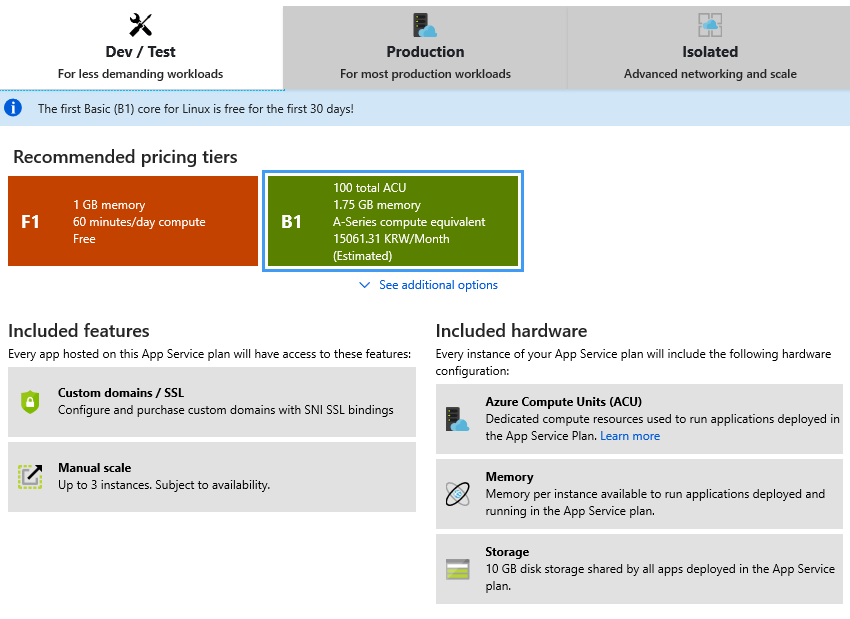 Dev / Test
For less demanding workloads
Production
For most production workloads
Isolated
Advanced networking and scale
The first Basic (B1) core for Linux is free for the first 30 days!
Recommended pricing tiers
F1
1 GB memory
60 minutes/day compute
Free
B1
100 total ACU
1.75 GB memory
A-Series compute equivalent
15061.31 KRW/Month
(Estimated)
See additional options
Included features
Every app hosted on this App Service plan will have access to these features:
Custom domains / SSL
Configure and purchase custom domains with SNI SSL bindings
Manual scale
Up to 3 instances. Subject to availability.
Included hardware
Every instance of your App Service plan will include the following hardware
configuration:
Azure Compute Units (ACU)
Dedicated compute resources used to run applications deployed in
the App Service Plan. Learn more
Memory
Memory per instance available to run applications deployed and
running in the App Service plan.
Storage
10 GB disk storage shared by all apps deployed in the App Service
plan.